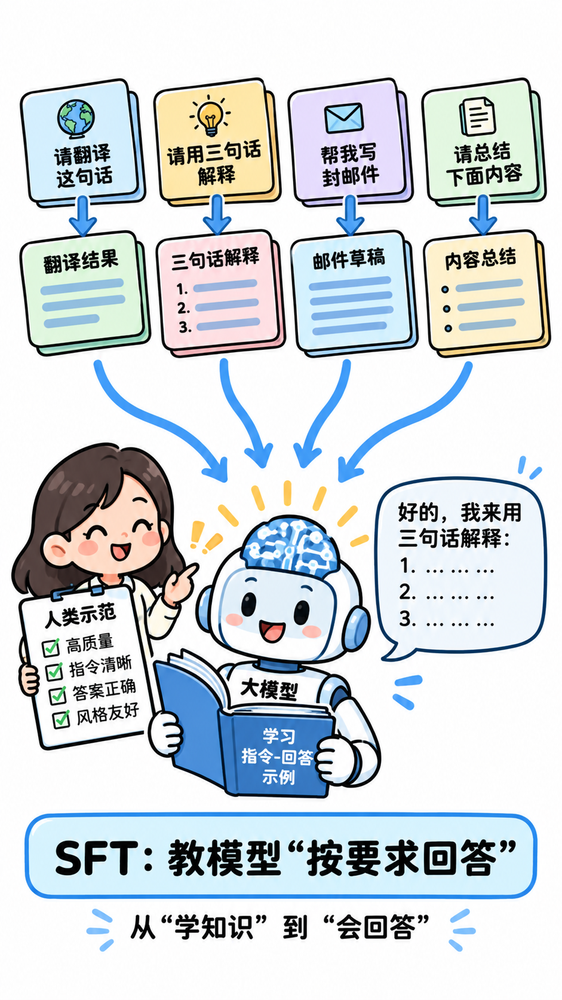 请翻译
这句话
请用三句话
解释
帮我写
封邮件
请总结
下面内容
翻译结果
三句话解释
1.
2.
3.
邮件草稿
内容总结
人类示范
高质量
指令清晰
答案正确
风格友好
好的，我来用
三句话解释：
1. … … …
2. … … …
3. … … …
大模型
学习
指令-回答
示例
SFT：教模型“按要求回答”
从“学知识”到“会回答”